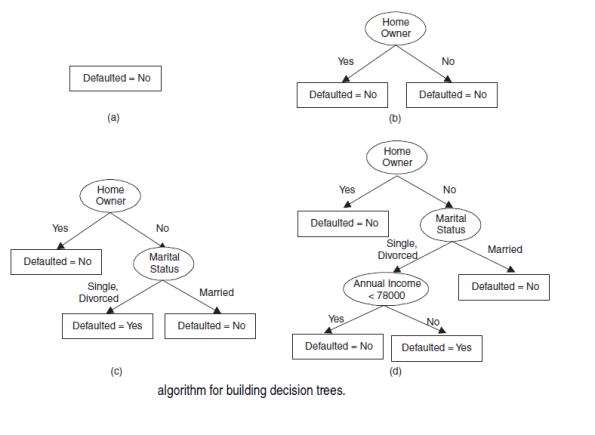 Home
Owner
Yes
No
Defaulted = No
Defaulted = No
Defaulted = No
(a)
(b)
Home
Owner
Yes
No
Defaulted = No
Marital
Status
Single,
Divorced
Married
Defaulted = Yes
Defaulted = No
(c)
Home
Owner
Yes
No
Defaulted = No
Marital
Status
Single,
Divorced
Married
Annual Income
< 78000
Defaulted = No
Yes
No
Defaulted = No
Defaulted = Yes
(d)
algorithm for building decision trees.